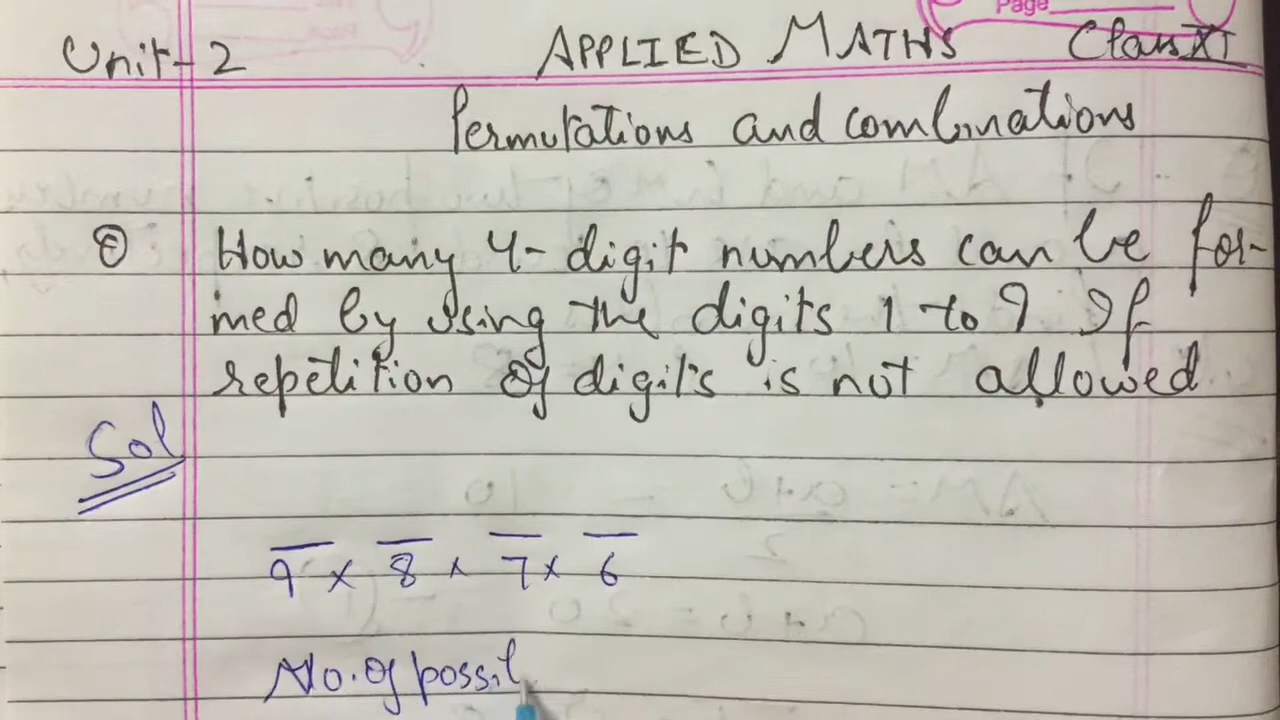 Page
Unit-2 APPLIED MATHS Class XI
Permutations and combinations
Q How many 4-digit numbers can be for-
med by using the digits 1 to 9 If
repetition of digits is not allowed
Sol
9 × 8 × 7 × 6
No. of possil